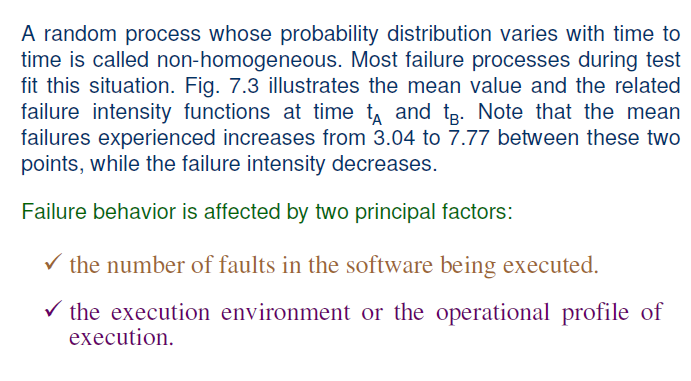 A random process whose probability distribution varies with time to
time is called non-homogeneous. Most failure processes during test
fit this situation. Fig. 7.3 illustrates the mean value and the related
failure intensity functions at time tA and tB. Note that the mean
failures experienced increases from 3.04 to 7.77 between these two
points, while the failure intensity decreases.
Failure behavior is affected by two principal factors:
✓ the number of faults in the software being executed.
✓ the execution environment or the operational profile of
execution.